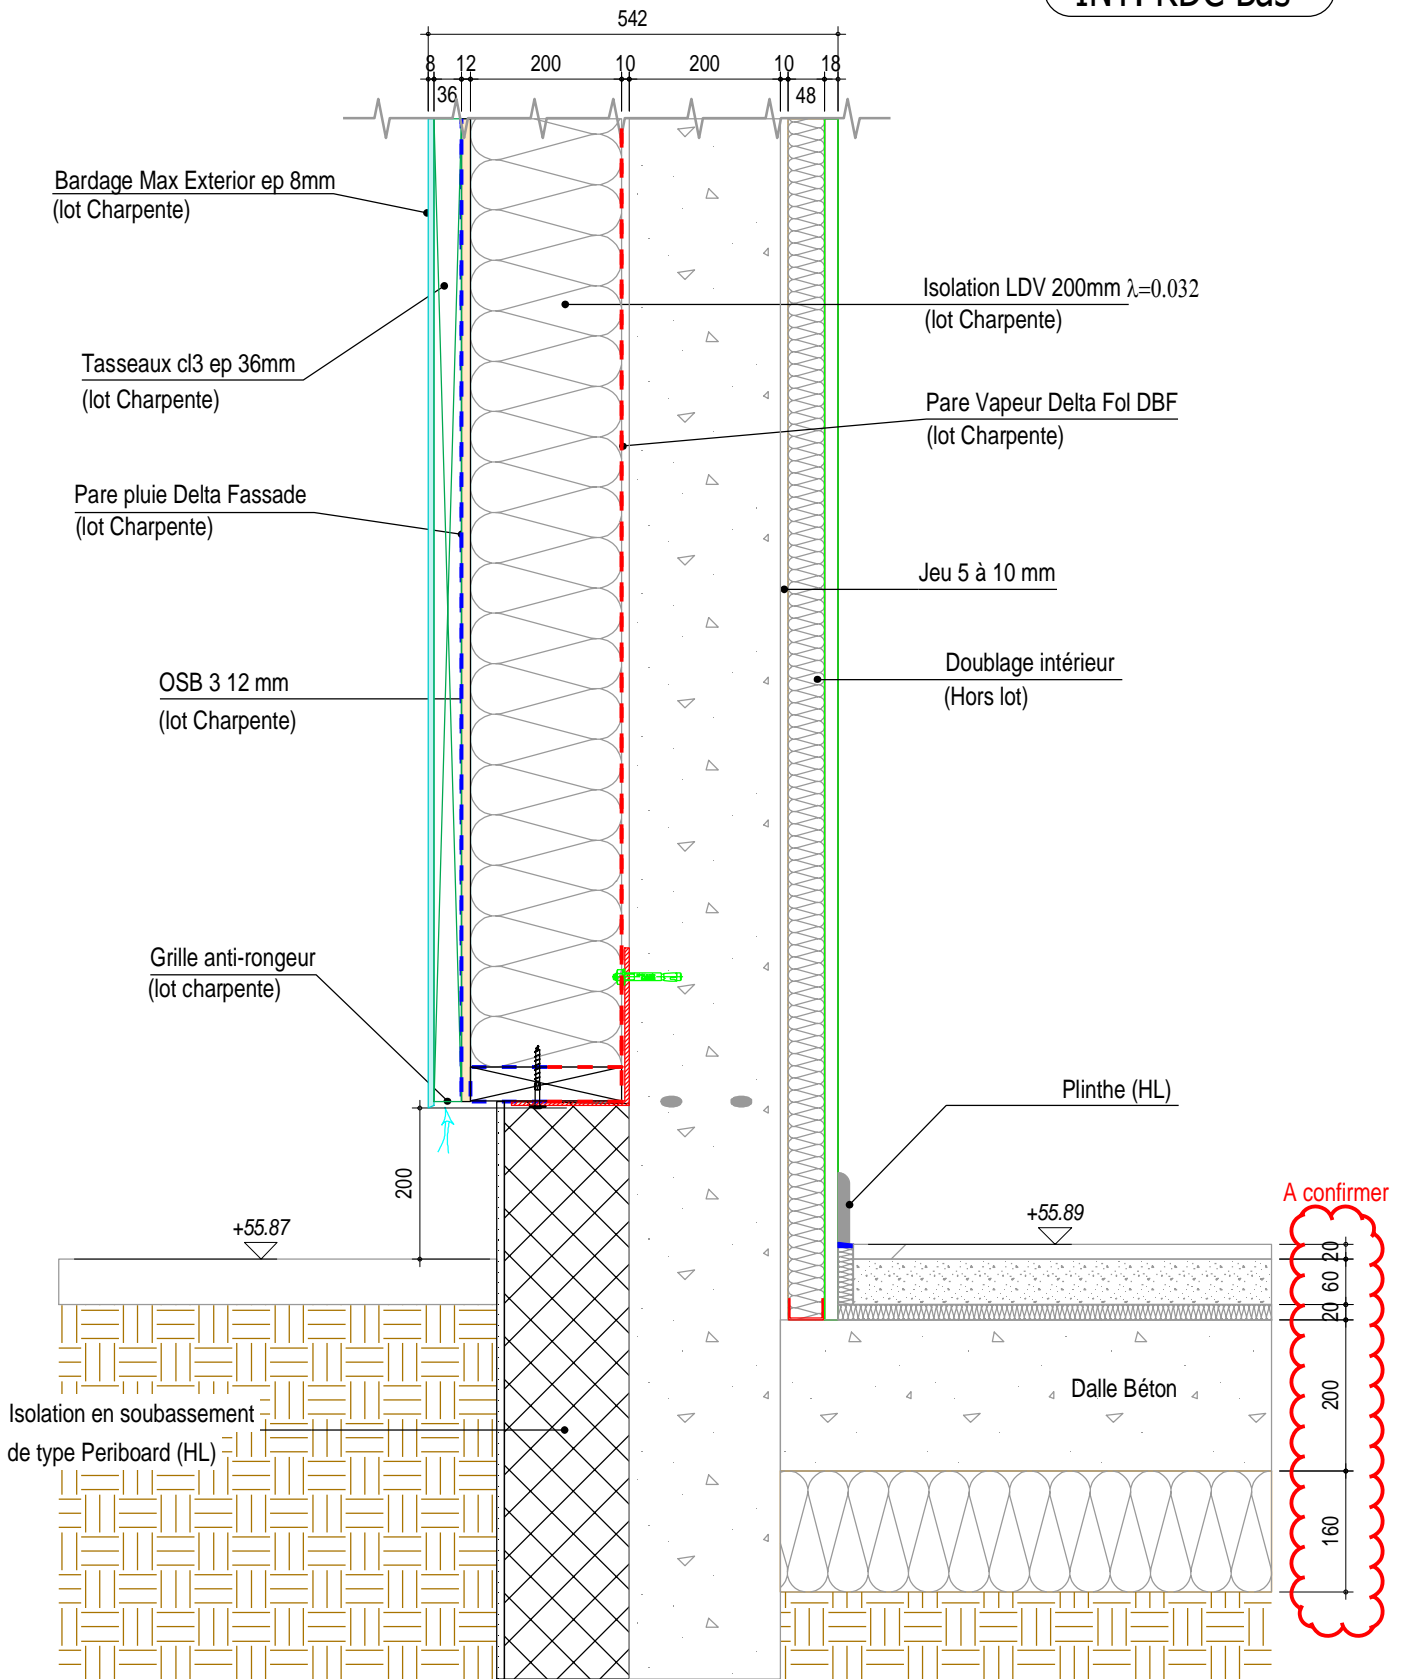 INT. RDC Bas
542
8 12 200 10 200 10 18
36 48
Bardage Max Exterior ep 8mm
(lot Charpente)
Isolation LDV 200mm λ=0.032
(lot Charpente)
Tasseaux cl3 ep 36mm
(lot Charpente)
Pare Vapeur Delta Fol DBF
(lot Charpente)
Pare pluie Delta Fassade
(lot Charpente)
Jeu 5 à 10 mm
OSB 3 12 mm
(lot Charpente)
Doublage intérieur
(Hors lot)
Grille anti-rongeur
(lot charpente)
Plinthe (HL)
200
A confirmer
+55.87
+55.89
20
60
20
Dalle Béton
200
Isolation en soubassement
de type Periboard (HL)
160